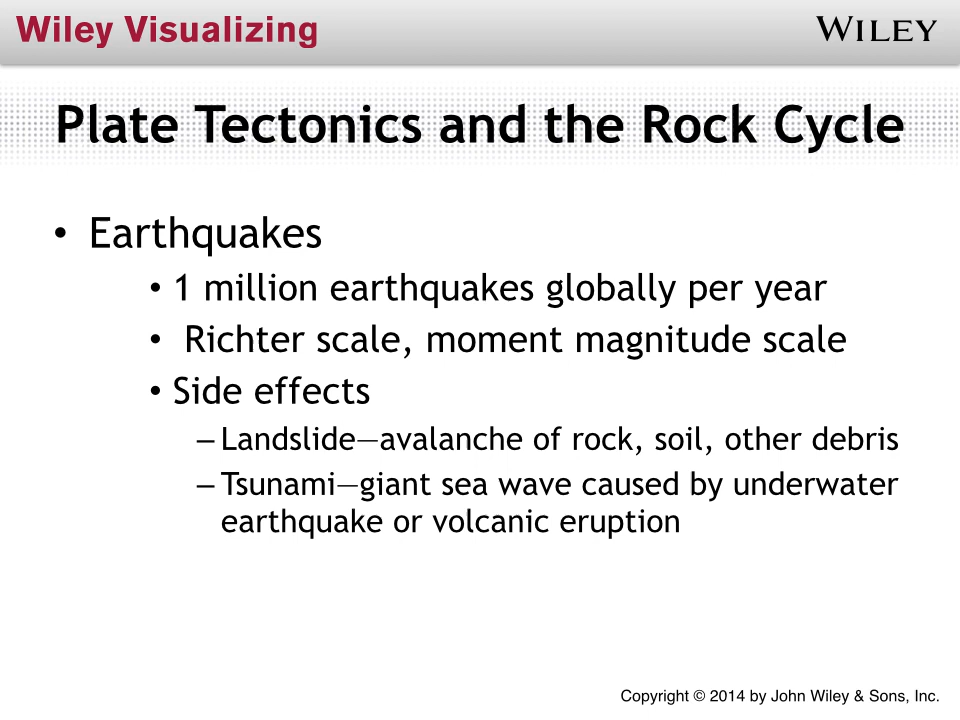 Wiley Visualizing
WILEY
Plate Tectonics and the Rock Cycle
• Earthquakes
• 1 million earthquakes globally per year
• Richter scale, moment magnitude scale
• Side effects
– Landslide—avalanche of rock, soil, other debris
– Tsunami—giant sea wave caused by underwater
earthquake or volcanic eruption
Copyright © 2014 by John Wiley & Sons, Inc.